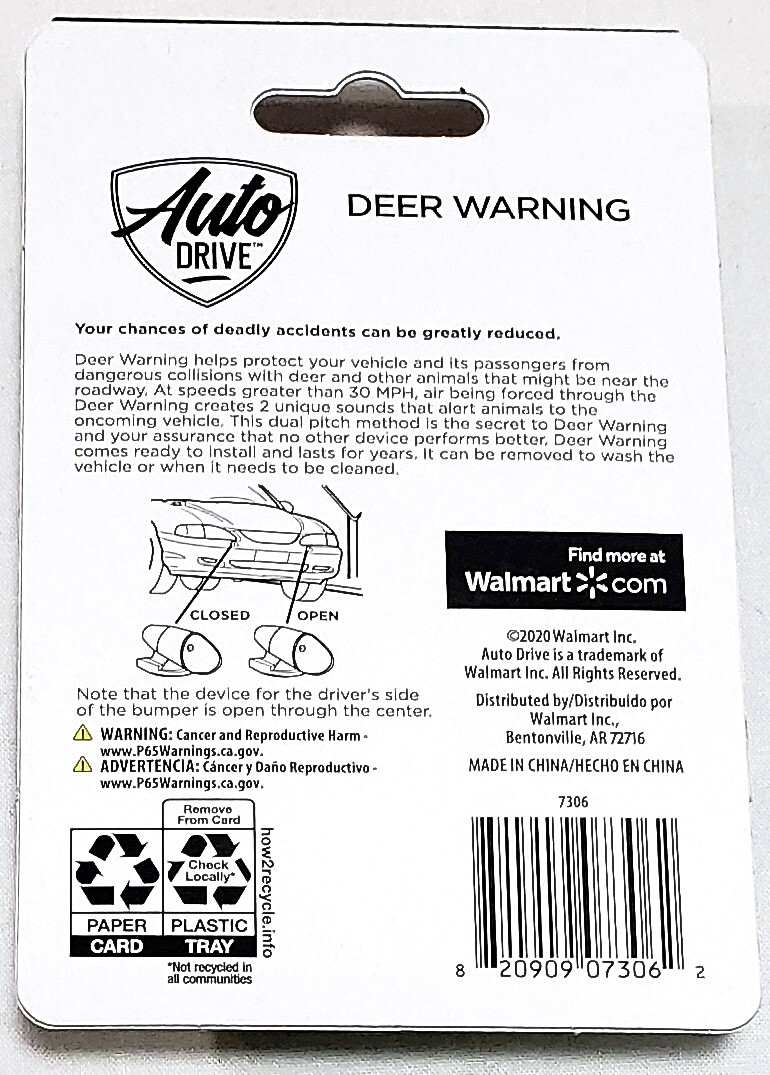 Auto
DRIVE™
DEER WARNING
Your chances of deadly accidents can be greatly reduced.
Deer Warning helps protect your vehicle and its passengers from
dangerous collisions with deer and other animals that might be near the
roadway. At speeds greater than 30 MPH, air being forced through the
Deer Warning creates 2 unique sounds that alert animals to the
oncoming vehicle. This dual pitch method is the secret to Deer Warning
and your assurance that no other device performs better. Deer Warning
comes ready to install and lasts for years. It can be removed to wash the
vehicle or when it needs to be cleaned.
CLOSED
OPEN
Note that the device for the driver's side
of the bumper is open through the center.
WARNING: Cancer and Reproductive Harm -
www.P65Warnings.ca.gov.
ADVERTENCIA: Cáncer y Daño Reproductivo -
www.P65Warnings.ca.gov.
Remove
From Card
Check
Locally*
PAPER
PLASTIC
CARD
TRAY
how2recycle.info
*Not recycled in
all communities
Find more at
Walmart com
©2020 Walmart Inc.
Auto Drive is a trademark of
Walmart Inc. All Rights Reserved.
Distributed by/Distribuido por
Walmart Inc.,
Bentonville, AR 72716
MADE IN CHINA/HECHO EN CHINA
7306
8 20909 07306 2